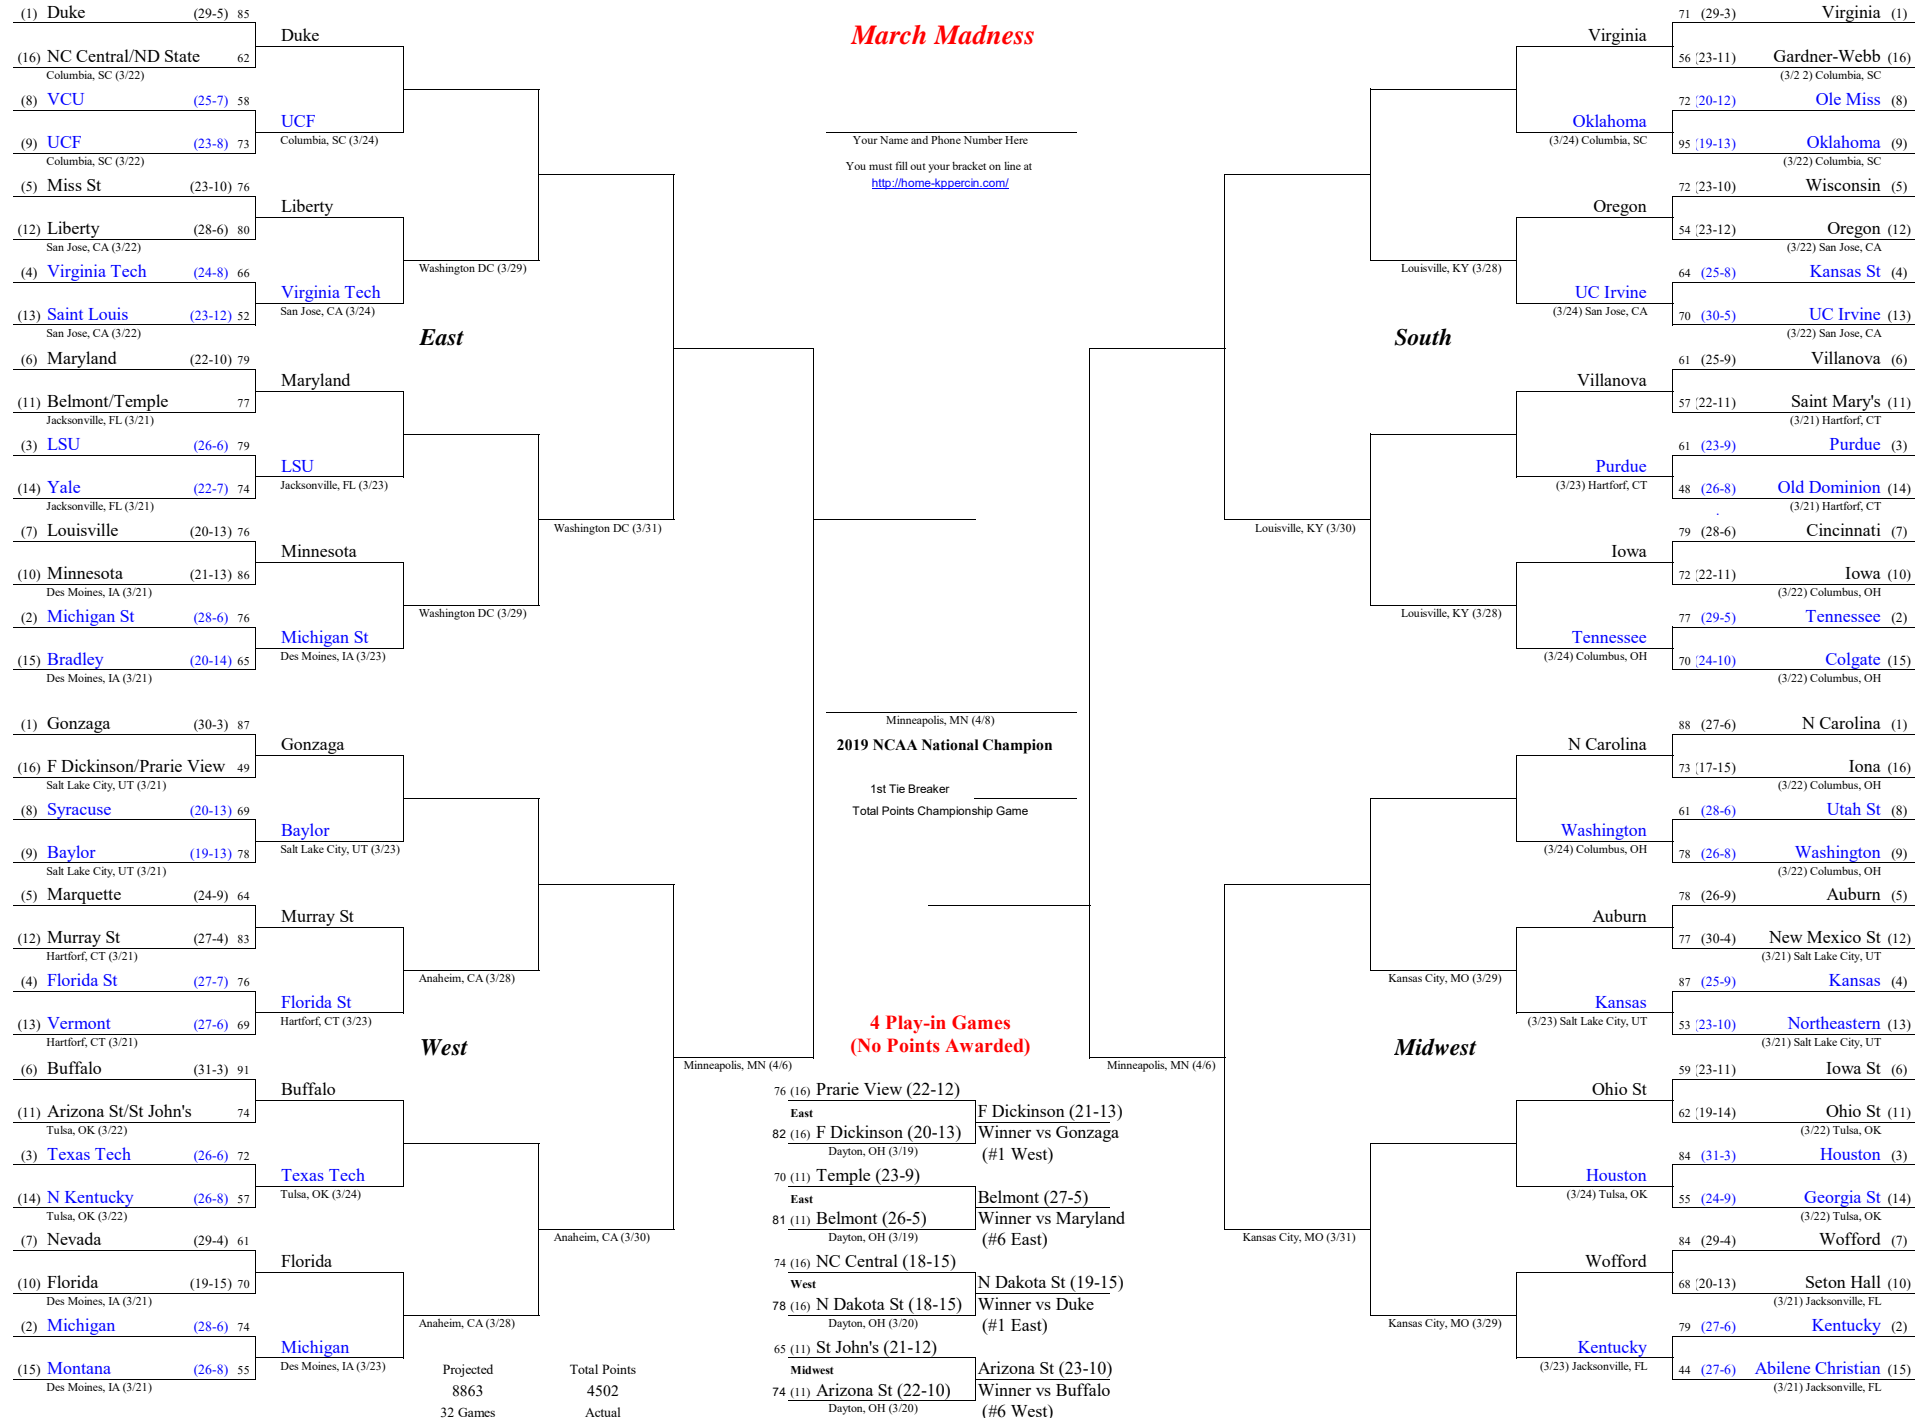 March Madness
Your Name and Phone Number Here
You must fill out your bracket on line at
http://home-kppercin.com/
(1) Duke (29-5) 85
(16) NC Central/ND State 62
Columbia, SC (3/22)
(8) VCU (25-7) 58
(9) UCF (23-8) 73
Columbia, SC (3/22)
(5) Miss St (23-10) 76
(12) Liberty (28-6) 80
San Jose, CA (3/22)
(4) Virginia Tech (24-8) 66
(13) Saint Louis (23-12) 52
San Jose, CA (3/22)
(6) Maryland (22-10) 79
(11) Belmont/Temple 77
Jacksonville, FL (3/21)
(3) LSU (26-6) 79
(14) Yale (22-7) 74
Jacksonville, FL (3/21)
(7) Louisville (20-13) 76
(10) Minnesota (21-13) 86
Des Moines, IA (3/21)
(2) Michigan St (28-6) 76
(15) Bradley (20-14) 65
Des Moines, IA (3/21)
Duke
UCF
Columbia, SC (3/24)
Liberty
Virginia Tech
San Jose, CA (3/24)
Maryland
LSU
Jacksonville, FL (3/23)
Minnesota
Michigan St
Des Moines, IA (3/23)
Washington DC (3/29)
East
Washington DC (3/31)
Washington DC (3/29)
(1) Gonzaga (30-3) 87
(16) F Dickinson/Prarie View 49
Salt Lake City, UT (3/21)
(8) Syracuse (20-13) 69
(9) Baylor (19-13) 78
Salt Lake City, UT (3/21)
(5) Marquette (24-9) 64
(12) Murray St (27-4) 83
Hartforf, CT (3/21)
(4) Florida St (27-7) 76
(13) Vermont (27-6) 69
Hartforf, CT (3/21)
(6) Buffalo (31-3) 91
(11) Arizona St/St John's 74
Tulsa, OK (3/22)
(3) Texas Tech (26-6) 72
(14) N Kentucky (26-8) 57
Tulsa, OK (3/22)
(7) Nevada (29-4) 61
(10) Florida (19-15) 70
Des Moines, IA (3/21)
(2) Michigan (28-6) 74
(15) Montana (26-8) 55
Des Moines, IA (3/21)
Gonzaga
Baylor
Salt Lake City, UT (3/23)
Murray St
Florida St
Hartforf, CT (3/23)
Buffalo
Texas Tech
Tulsa, OK (3/24)
Florida
Michigan
Des Moines, IA (3/23)
Anaheim, CA (3/28)
West
Anaheim, CA (3/30)
Anaheim, CA (3/28)
Minneapolis, MN (4/6)
Projected
8863
32 Games
Total Points
4502
Actual
Minneapolis, MN (4/8)
2019 NCAA National Champion
1st Tie Breaker
Total Points Championship Game
4 Play-in Games
(No Points Awarded)
76 (16) Prarie View (22-12)
East
82 (16) F Dickinson (20-13)
Dayton, OH (3/19)
F Dickinson (21-13)
Winner vs Gonzaga
(#1 West)
70 (11) Temple (23-9)
East
81 (11) Belmont (26-5)
Dayton, OH (3/19)
Belmont (27-5)
Winner vs Maryland
(#6 East)
74 (16) NC Central (18-15)
West
78 (16) N Dakota St (18-15)
Dayton, OH (3/20)
N Dakota St (19-15)
Winner vs Duke
(#1 East)
65 (11) St John's (21-12)
Midwest
74 (11) Arizona St (22-10)
Dayton, OH (3/20)
Arizona St (23-10)
Winner vs Buffalo
(#6 West)
Minneapolis, MN (4/6)
Louisville, KY (3/28)
South
Louisville, KY (3/30)
Louisville, KY (3/28)
Virginia
Oklahoma
(3/24) Columbia, SC
Oregon
UC Irvine
(3/24) San Jose, CA
Villanova
Purdue
(3/23) Hartforf, CT
Iowa
Tennessee
(3/24) Columbus, OH
71 (29-3) Virginia (1)
56 (23-11) Gardner-Webb (16)
(3/2 2) Columbia, SC
72 (20-12) Ole Miss (8)
95 (19-13) Oklahoma (9)
(3/22) Columbia, SC
72 (23-10) Wisconsin (5)
54 (23-12) Oregon (12)
(3/22) San Jose, CA
64 (25-8) Kansas St (4)
70 (30-5) UC Irvine (13)
(3/22) San Jose, CA
61 (25-9) Villanova (6)
57 (22-11) Saint Mary's (11)
(3/21) Hartforf, CT
61 (23-9) Purdue (3)
48 (26-8) Old Dominion (14)
(3/21) Hartforf, CT
79 (28-6) Cincinnati (7)
72 (22-11) Iowa (10)
(3/22) Columbus, OH
77 (29-5) Tennessee (2)
70 (24-10) Colgate (15)
(3/22) Columbus, OH
Kansas City, MO (3/29)
Midwest
Kansas City, MO (3/31)
Kansas City, MO (3/29)
N Carolina
Washington
(3/24) Columbus, OH
Auburn
Kansas
(3/23) Salt Lake City, UT
Ohio St
Houston
(3/24) Tulsa, OK
Wofford
Kentucky
(3/23) Jacksonville, FL
88 (27-6) N Carolina (1)
73 (17-15) Iona (16)
(3/22) Columbus, OH
61 (28-6) Utah St (8)
78 (26-8) Washington (9)
(3/22) Columbus, OH
78 (26-9) Auburn (5)
77 (30-4) New Mexico St (12)
(3/21) Salt Lake City, UT
87 (25-9) Kansas (4)
53 (23-10) Northeastern (13)
(3/21) Salt Lake City, UT
59 (23-11) Iowa St (6)
62 (19-14) Ohio St (11)
(3/22) Tulsa, OK
84 (31-3) Houston (3)
55 (24-9) Georgia St (14)
(3/22) Tulsa, OK
84 (29-4) Wofford (7)
68 (20-13) Seton Hall (10)
(3/21) Jacksonville, FL
79 (27-6) Kentucky (2)
44 (27-6) Abilene Christian (15)
(3/21) Jacksonville, FL